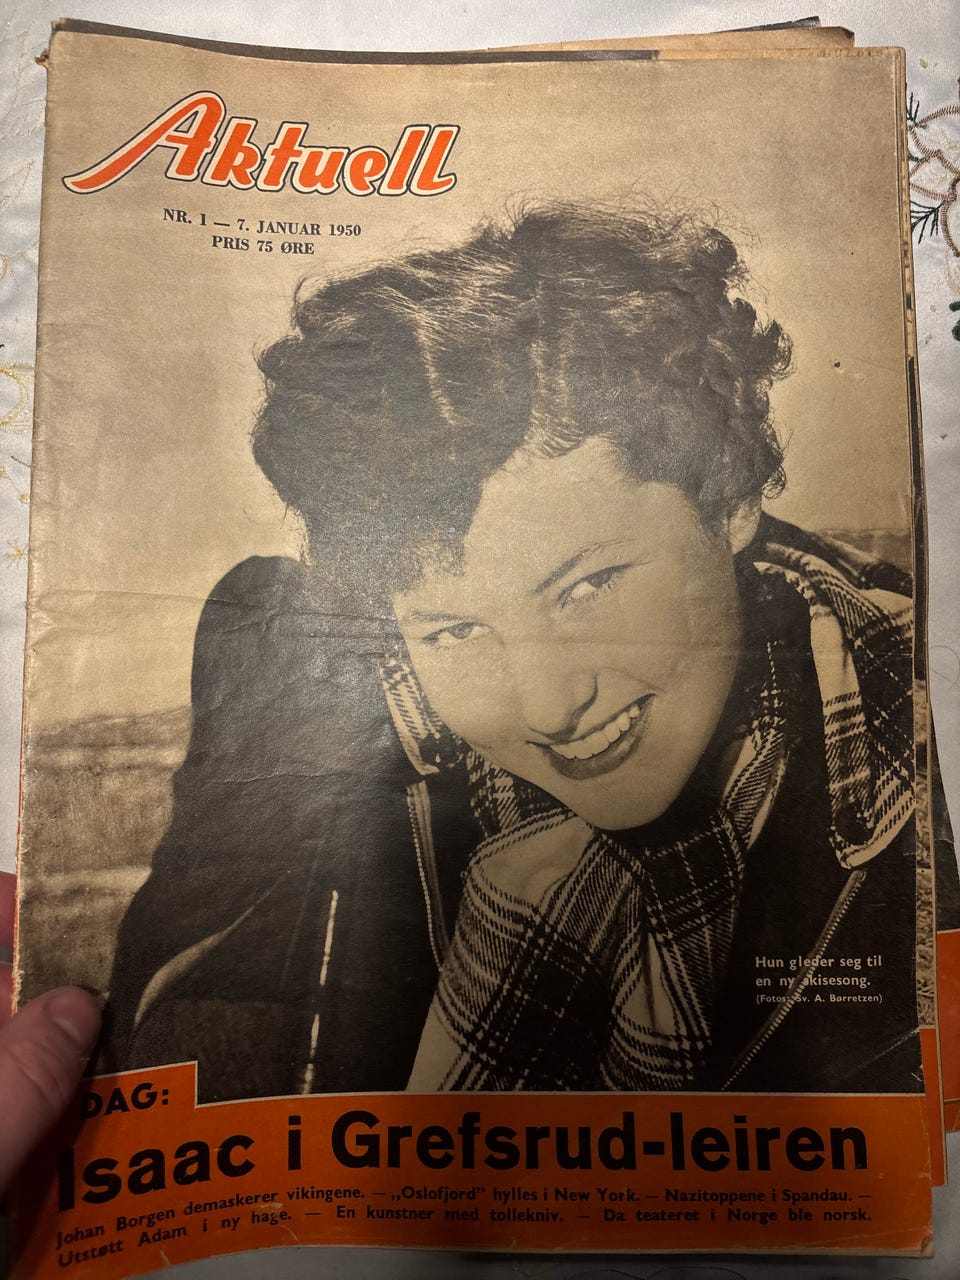 Aktuell
NR. 1 — 7. JANUAR 1950
PRIS 75 ØRE
Hun gleder seg til
en ny skisesong.
(Fotos: Sv. A. Børretzen)
DAG:
Isaac i Grefsrud-leiren
Johan Borgen demaskerer vikingene. — „Oslofjord” hylles i New York. — Nazitoppene i Spandau. —
Utstøtt Adam i ny hage. — En kunstner med tollekniv. — Da teateret i Norge ble norsk.